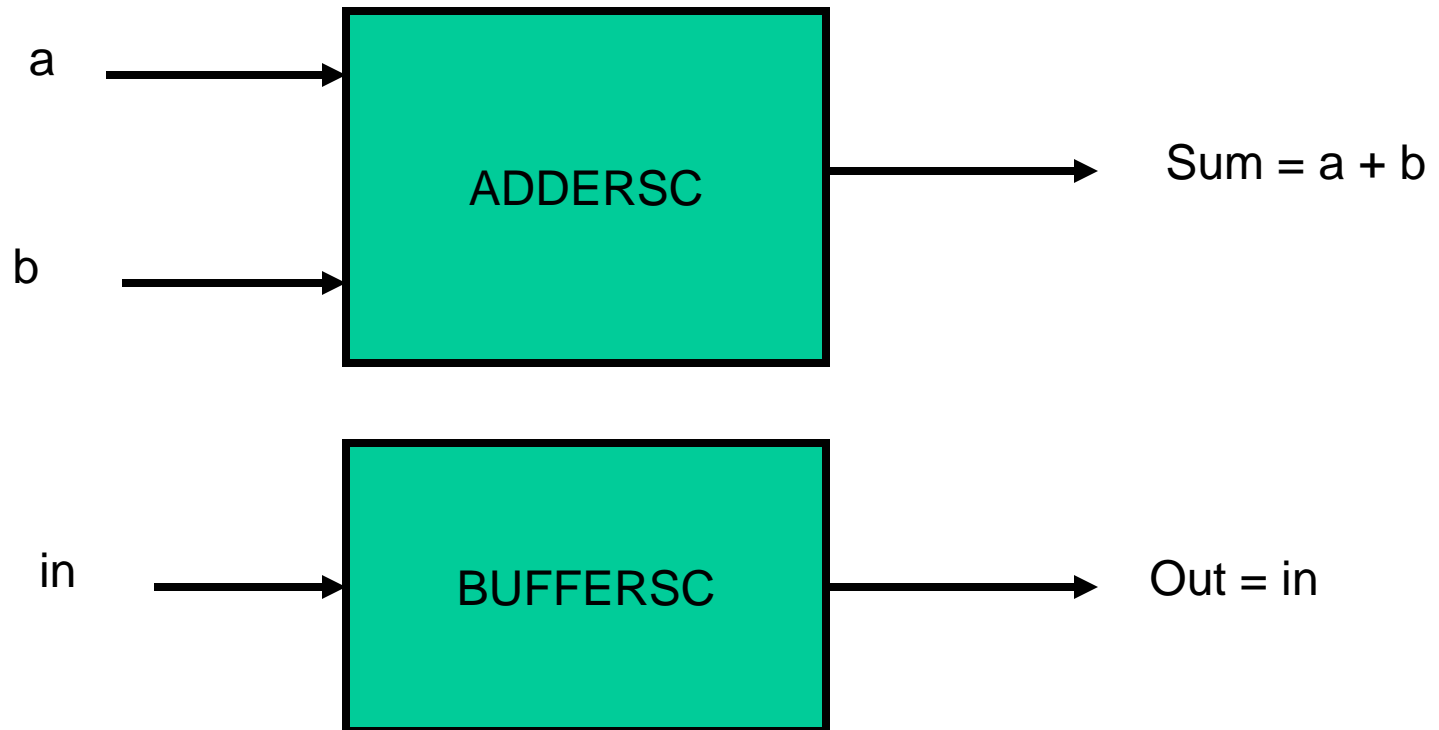 a
ADDERSC
Sum = a + b
b
in
BUFFERSC
Out = in